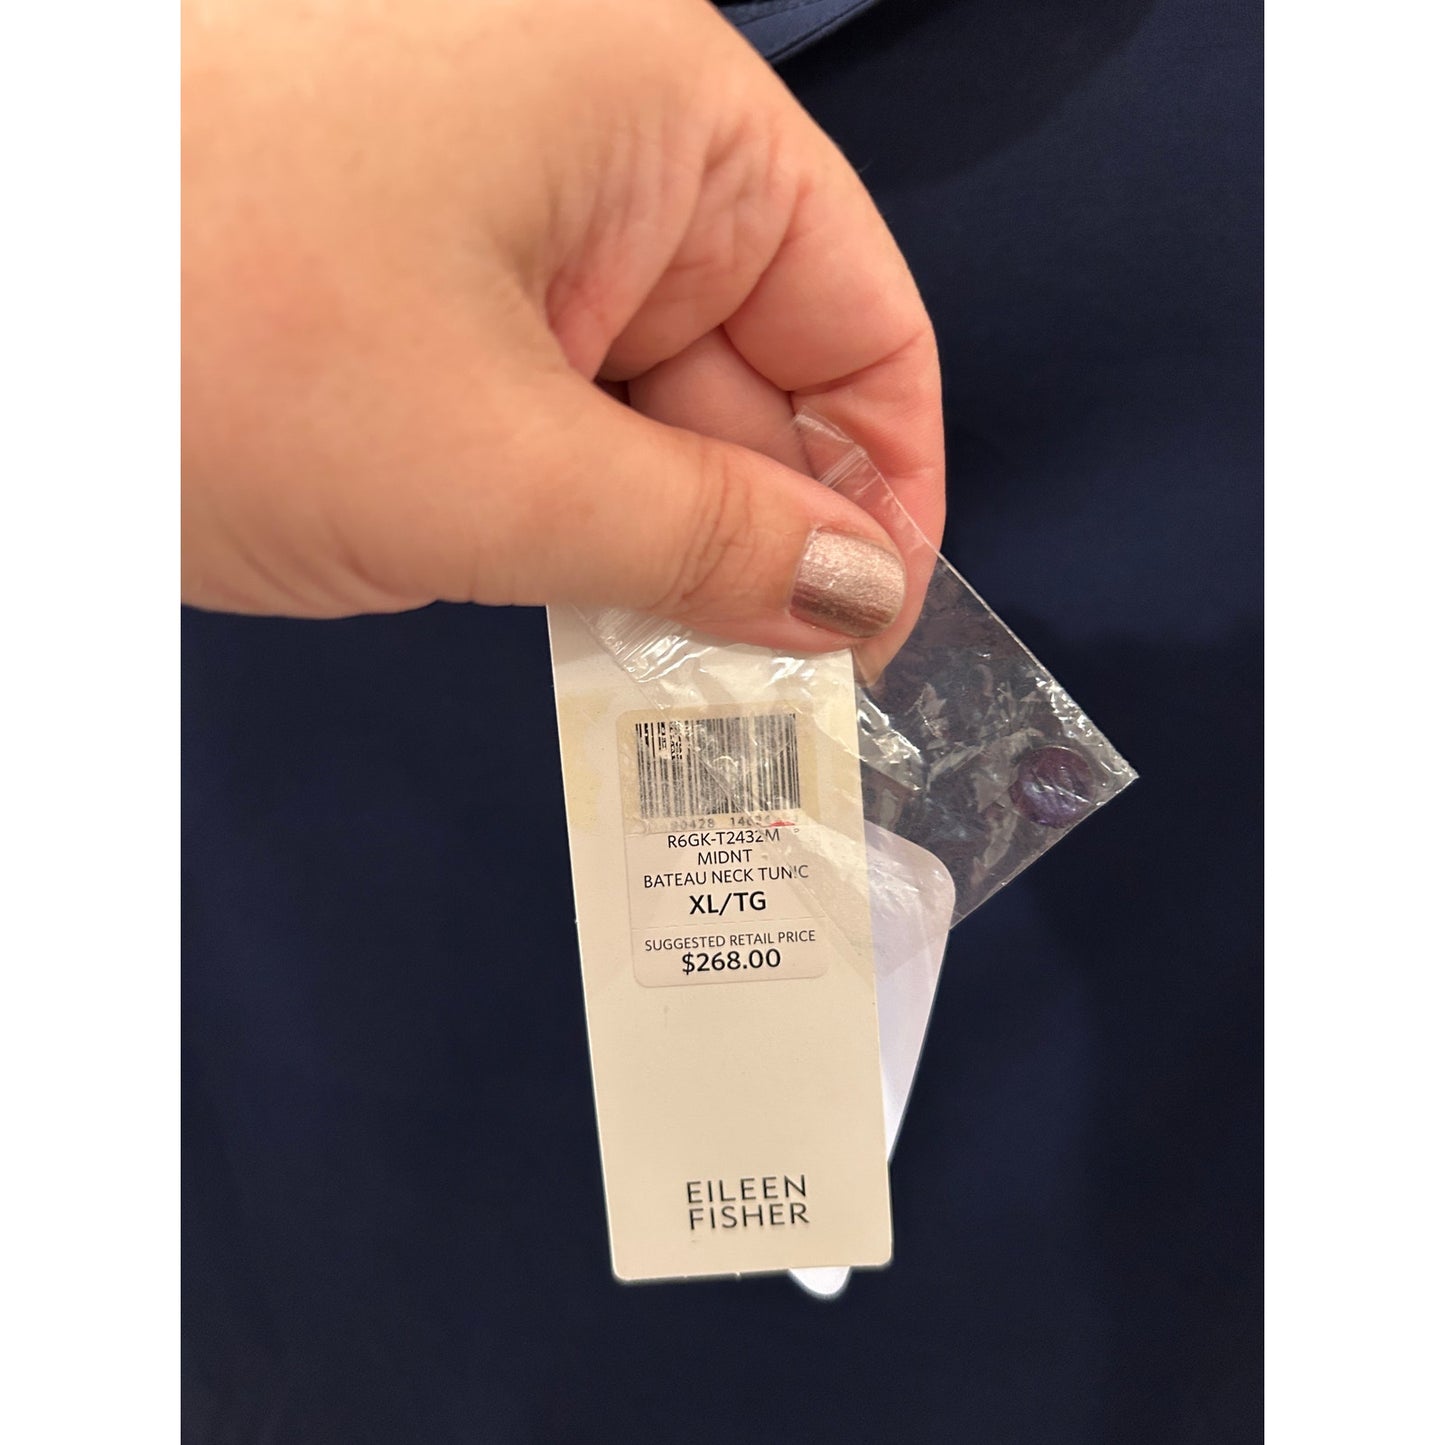 R6GK-T2432M
MIDNT
BATEAU NECK TUNIC
XL/TG
SUGGESTED RETAIL PRICE
$268.00
EILEEN
FISHER